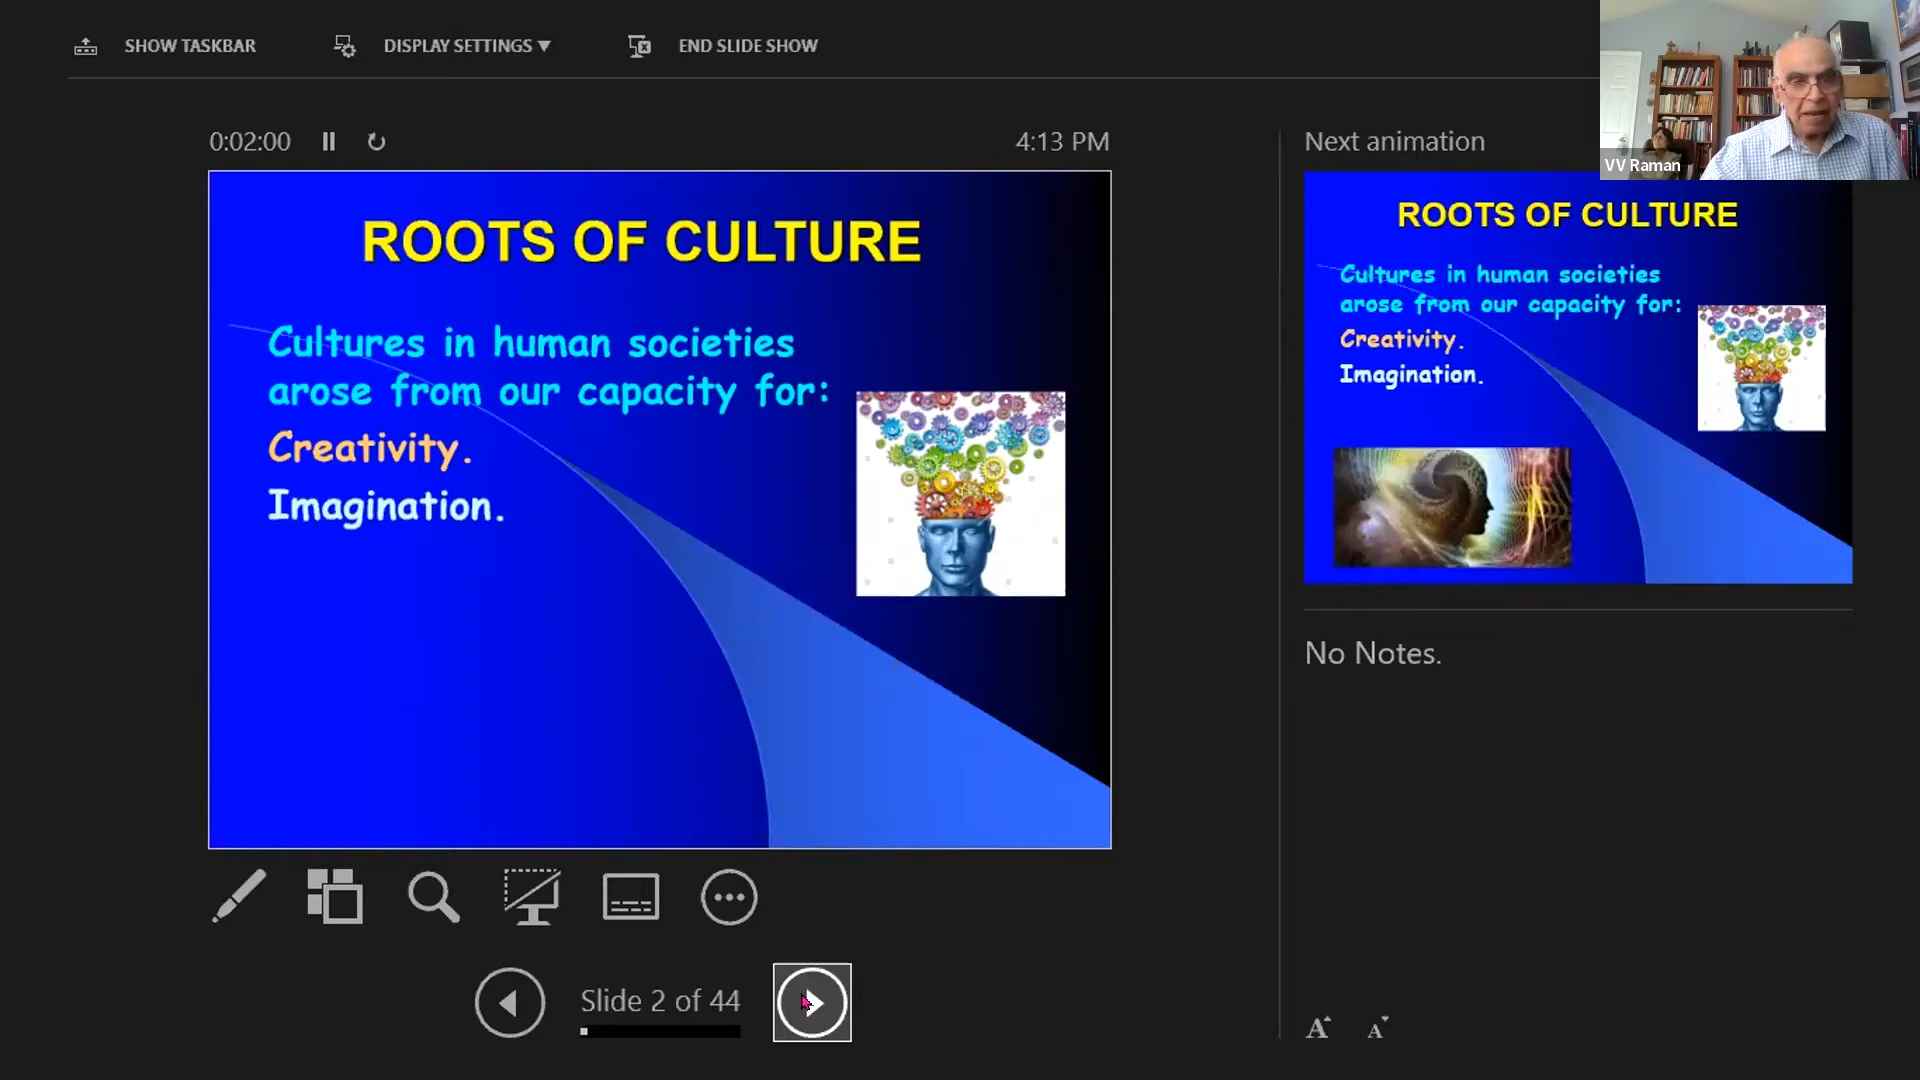 SHOW TASKBAR
DISPLAY SETTINGS ▼
END SLIDE SHOW
0:02:00
4:13 PM
ROOTS OF CULTURE
Cultures in human societies
arose from our capacity for:
Creativity.
Imagination.
Slide 2 of 44
Next animation
VV Raman
ROOTS OF CULTURE
Cultures in human societies
arose from our capacity for:
Creativity.
Imagination.
No Notes.
A A